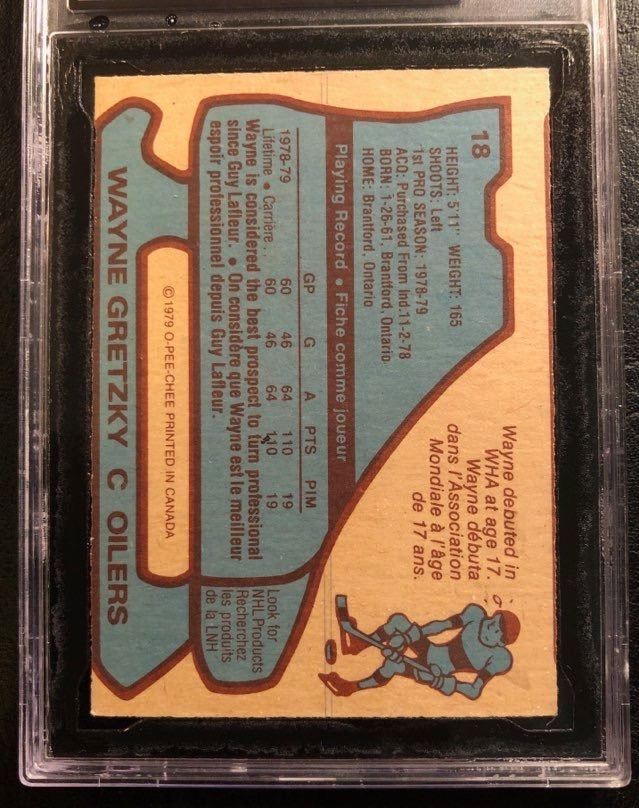 18
HEIGHT: 5'11" WEIGHT: 165
SHOOTS: Left
1st PRO SEASON: 1978-79
ACQ: Purchased From Ind.11-2-78
BORN: 1-26-61, Brantford, Ontario
HOME: Brantford, Ontario
Wayne debuted in
WHA at age 17.
Wayne débuta
dans l'Association
Mondiale à l'âge
de 17 ans.
Playing Record • Fiche comme joueur
GP G A PTS PIM
1978-79 60 46 64 110 19
Lifetime • Carrière.. 60 46 64 110 19
Wayne is considered the best prospect to turn professional
since Guy Lafleur. • On considère que Wayne est le meilleur
espoir professionnel depuis Guy Lafleur.
Look for
NHL Products
Recherchez
les produits
de la LNH
© 1979 O-PEE-CHEE PRINTED IN CANADA
WAYNE GRETZKY C OILERS